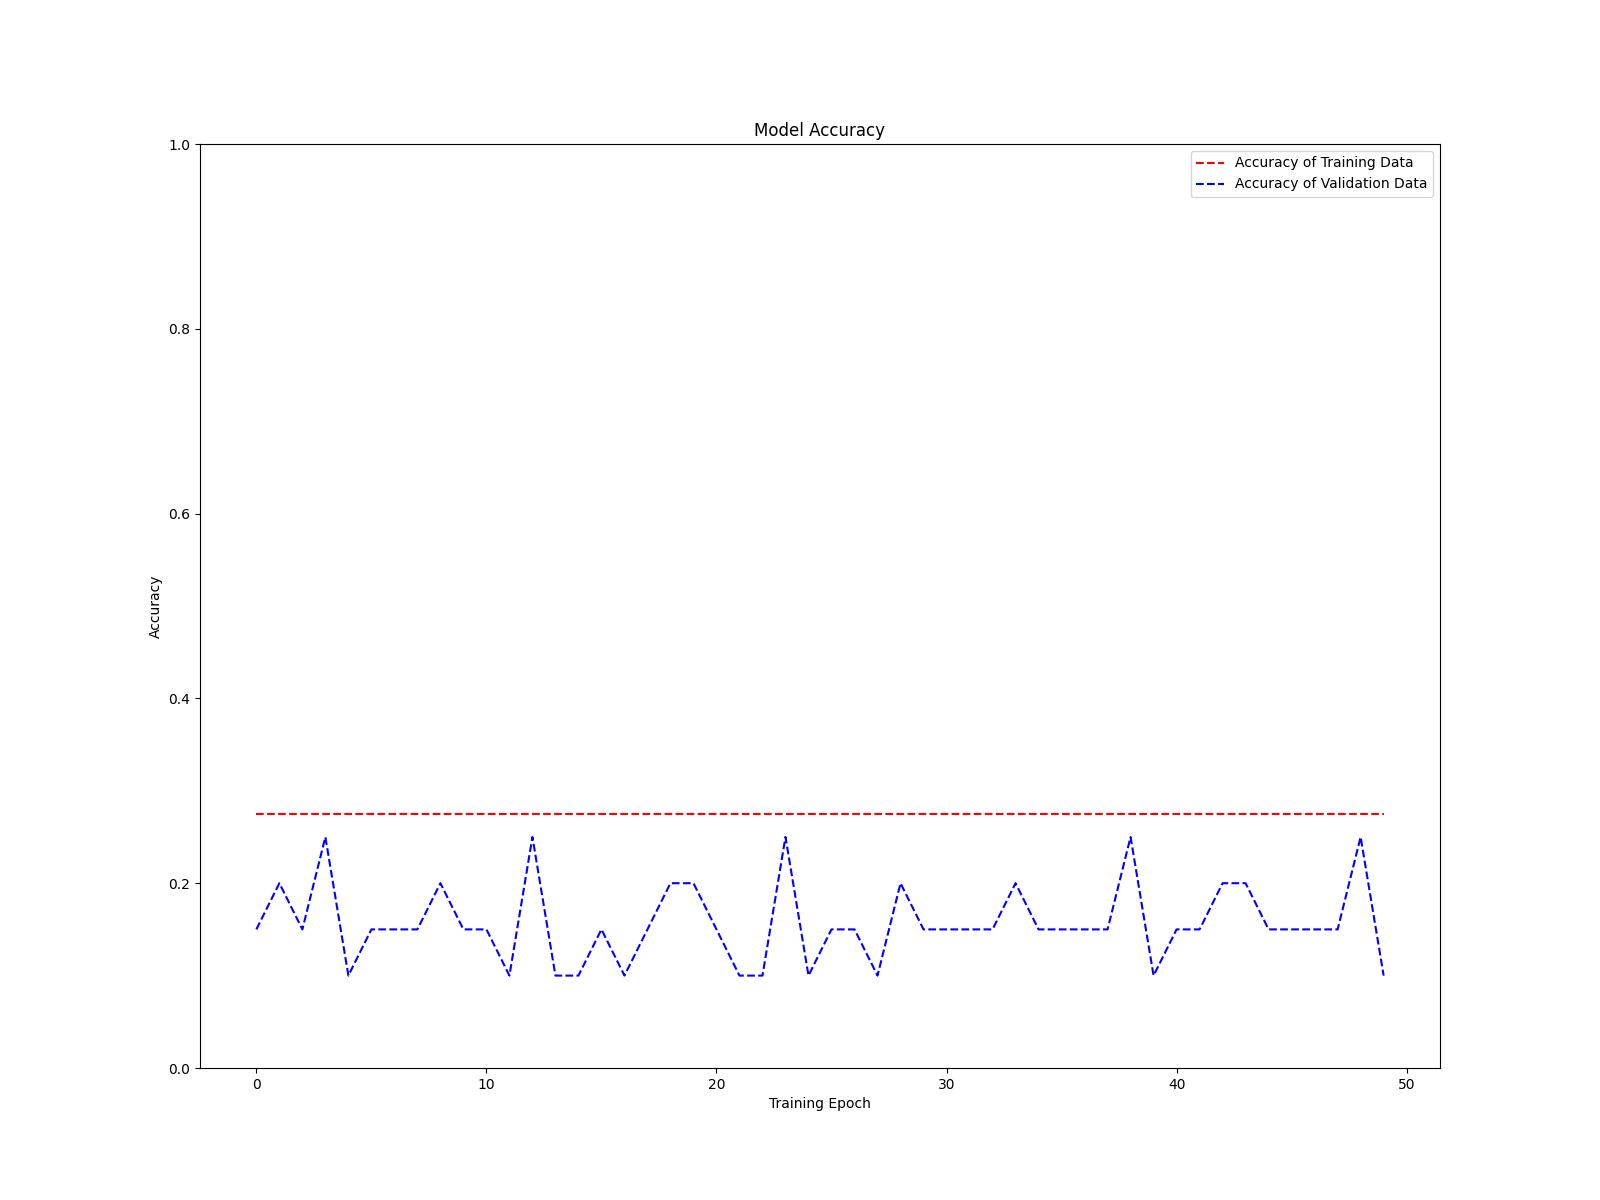 Model Accuracy
1.0
0.8
0.6
0.4
0.2
0.0
Accuracy
Accuracy of Training Data
Accuracy of Validation Data
0 10 20 30 40 50
Training Epoch